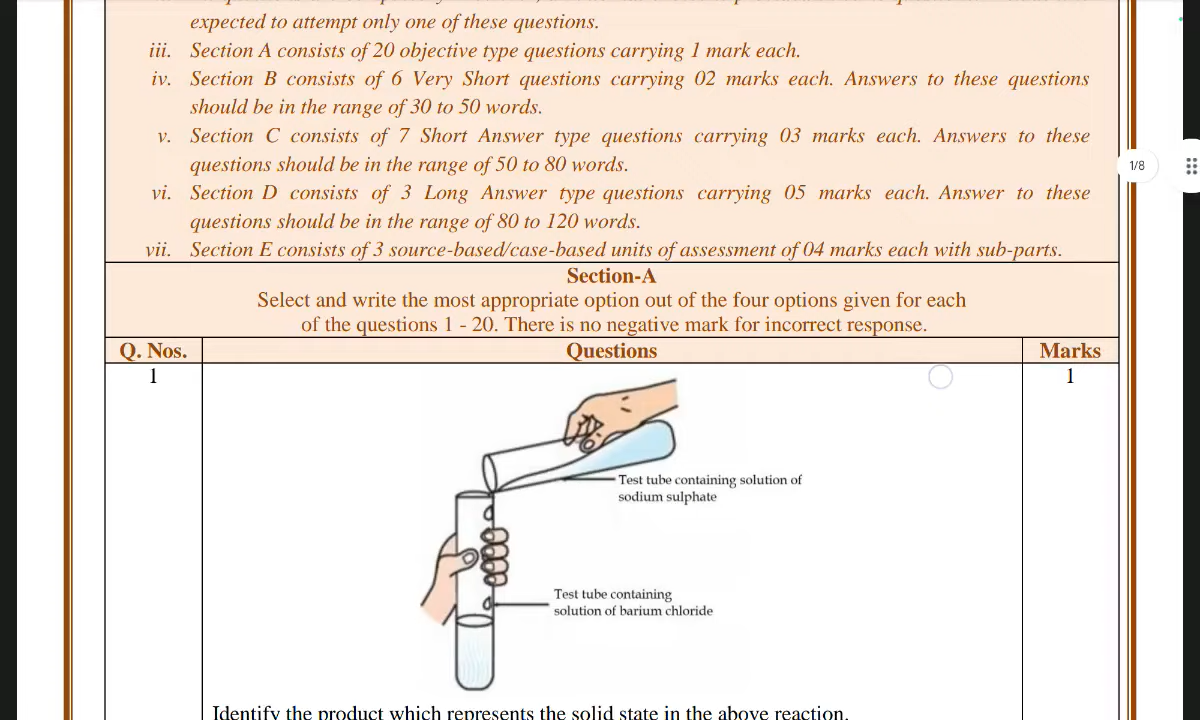 expected to attempt only one of these questions.
iii. Section A consists of 20 objective type questions carrying 1 mark each.
iv. Section B consists of 6 Very Short questions carrying 02 marks each. Answers to these questions
should be in the range of 30 to 50 words.
v. Section C consists of 7 Short Answer type questions carrying 03 marks each. Answers to these
questions should be in the range of 50 to 80 words.
vi. Section D consists of 3 Long Answer type questions carrying 05 marks each. Answer to these
questions should be in the range of 80 to 120 words.
vii. Section E consists of 3 source-based/case-based units of assessment of 04 marks each with sub-parts.
1/8
Section-A
Select and write the most appropriate option out of the four options given for each
of the questions 1 - 20. There is no negative mark for incorrect response.
Q. Nos. Questions Marks
1 1
Test tube containing solution of
sodium sulphate
Test tube containing
solution of barium chloride
Identify the product which represents the solid state in the above reaction.